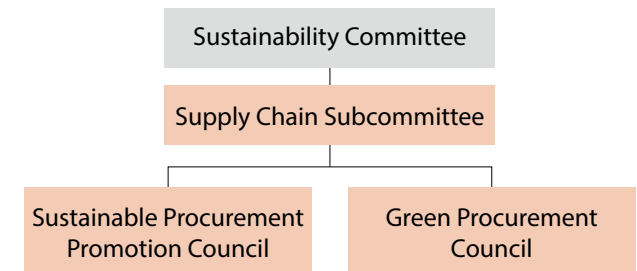 Sustainability Committee
Supply Chain Subcommittee
Sustainable Procurement
Promotion Council
Green Procurement
Council